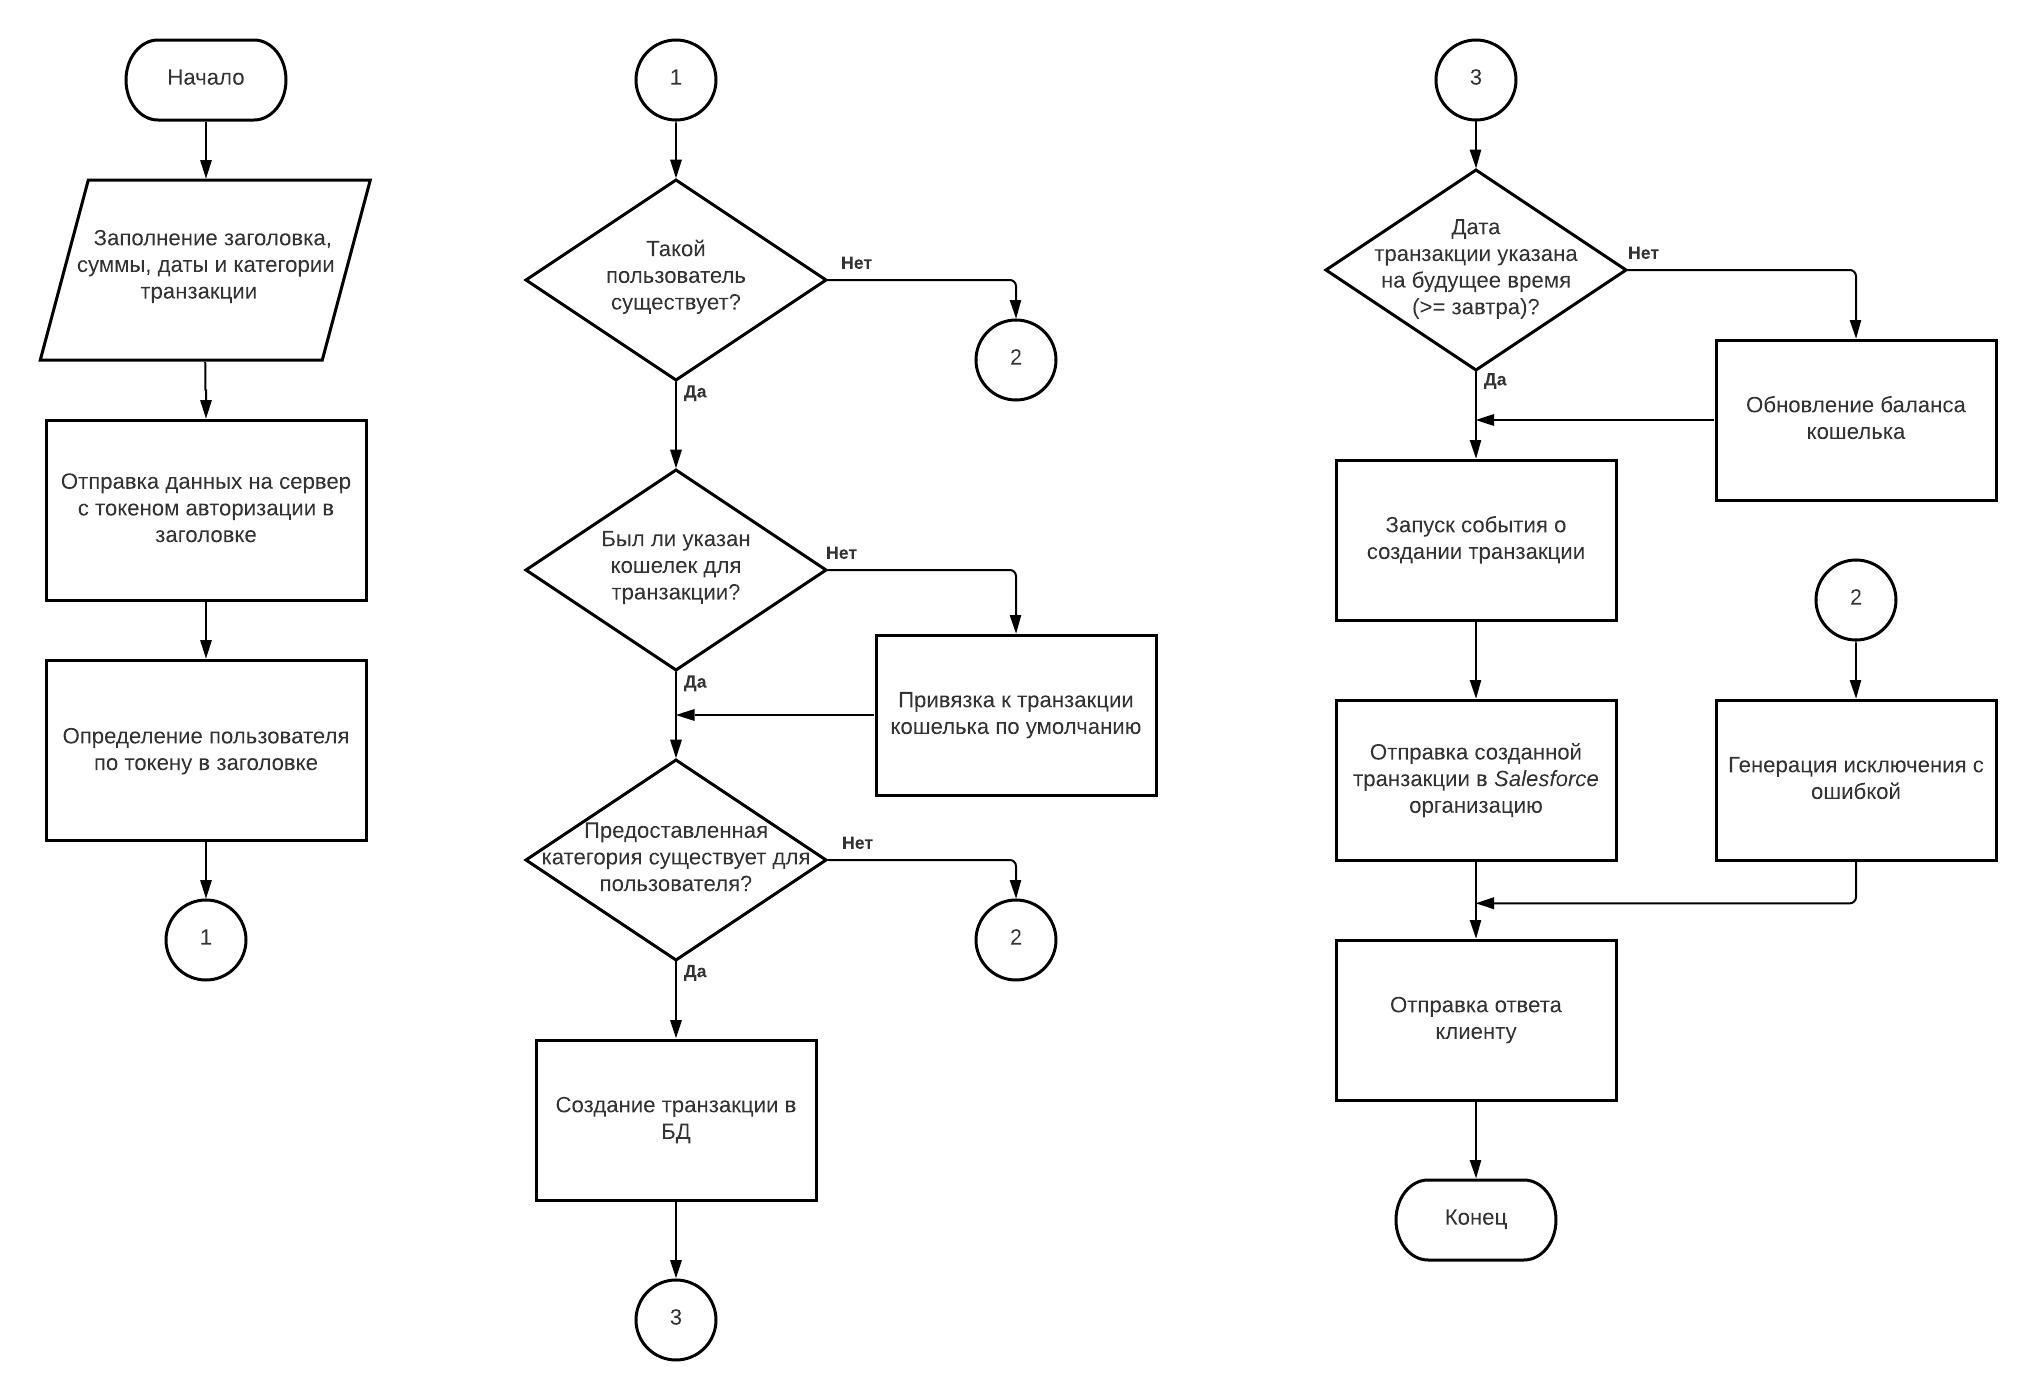 Начало
Заполнение заголовка,
суммы, даты и категории
транзакции
Отправка данных на сервер
с токеном авторизации в
заголовке
Определение пользователя
по токену в заголовке
1
1
Такой
пользователь
существует?
Нет
2
Да
Был ли указан
кошелек для
транзакции?
Нет
Привязка к транзакции
кошелька по умолчанию
Да
Предоставленная
категория существует для
пользователя?
Нет
2
Да
Создание транзакции в
БД
3
3
Дата
транзакции указана
на будущее время
(>= завтра)?
Нет
Обновление баланса
кошелька
Да
Запуск события о
создании транзакции
Отправка созданной
транзакции в Salesforce
организацию
2
Генерация исключения с
ошибкой
Отправка ответа
клиенту
Конец